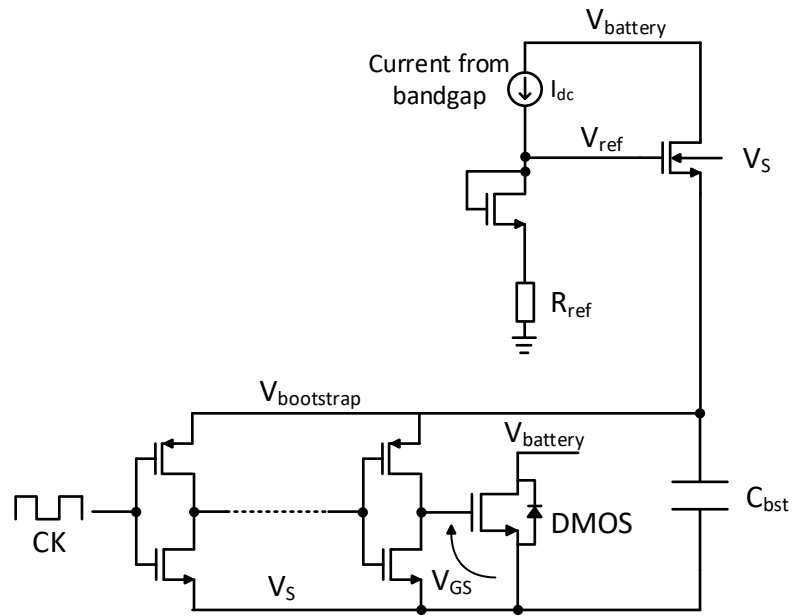 V_battery
Current from
bandgap
I_dc
V_ref
V_S
R_ref
V_bootstrap
V_battery
CK
DMOS
C_bst
V_S
V_GS